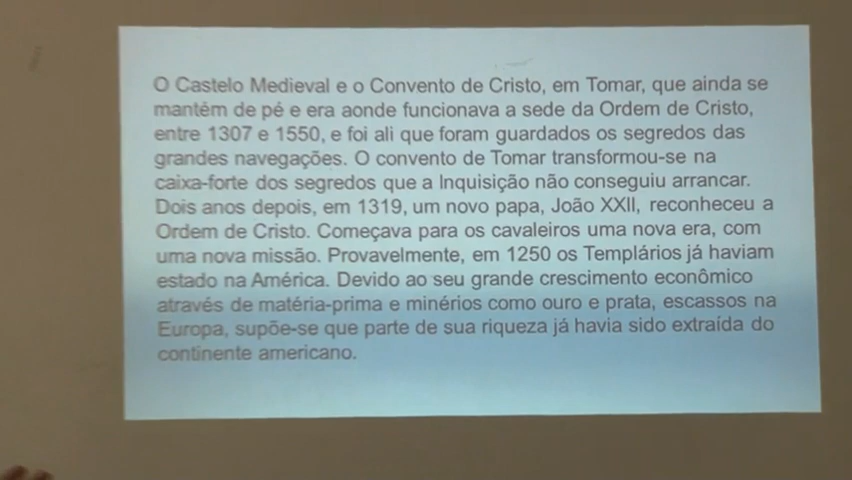 O Castelo Medieval e o Convento de Cristo, em Tomar, que ainda se
mantém de pé e era aonde funcionava a sede da Ordem de Cristo,
entre 1307 e 1550, e foi ali que foram guardados os segredos das
grandes navegações. O convento de Tomar transformou-se na
caixa-forte dos segredos que a Inquisição não conseguiu arrancar.
Dois anos depois, em 1319, um novo papa, João XXII, reconheceu a
Ordem de Cristo. Começava para os cavaleiros uma nova era, com
uma nova missão. Provavelmente, em 1250 os Templários já haviam
estado na América. Devido ao seu grande crescimento econômico
através de matéria-prima e minérios como ouro e prata, escassos na
Europa, supõe-se que parte de sua riqueza já havia sido extraída do
continente americano.